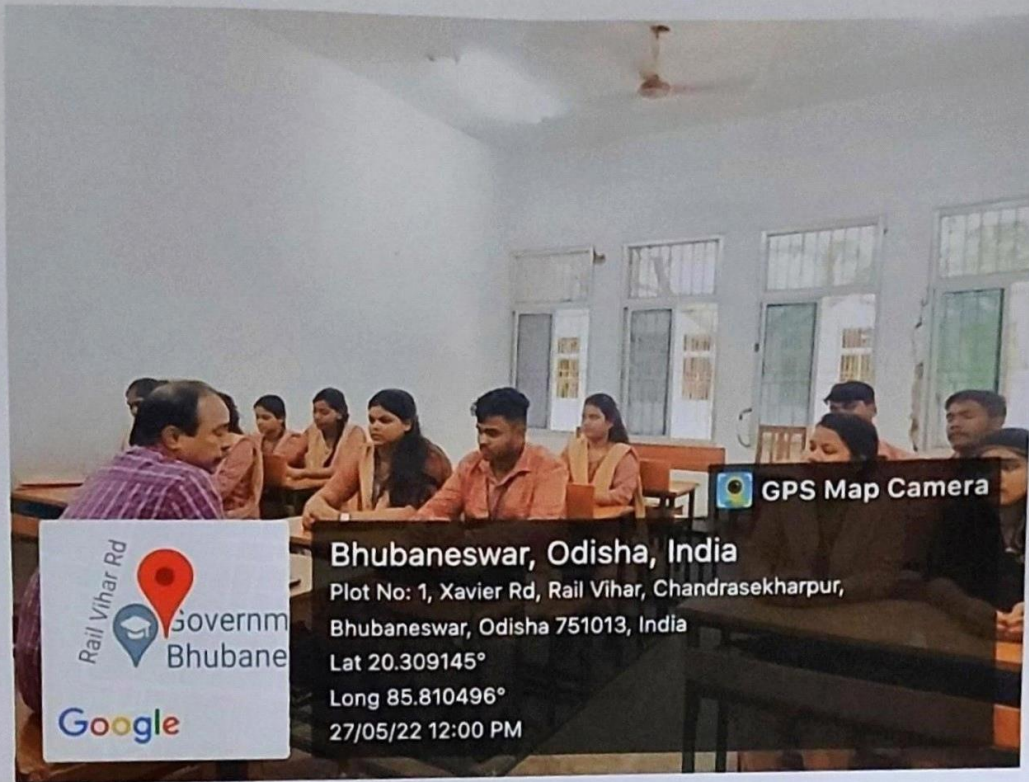 GPS Map Camera
Rail Vihar Rd
Governm
Bhubane
Google
Bhubaneswar, Odisha, India
Plot No: 1, Xavier Rd, Rail Vihar, Chandrasekharpur,
Bhubaneswar, Odisha 751013, India
Lat 20.309145°
Long 85.810496°
27/05/22 12:00 PM